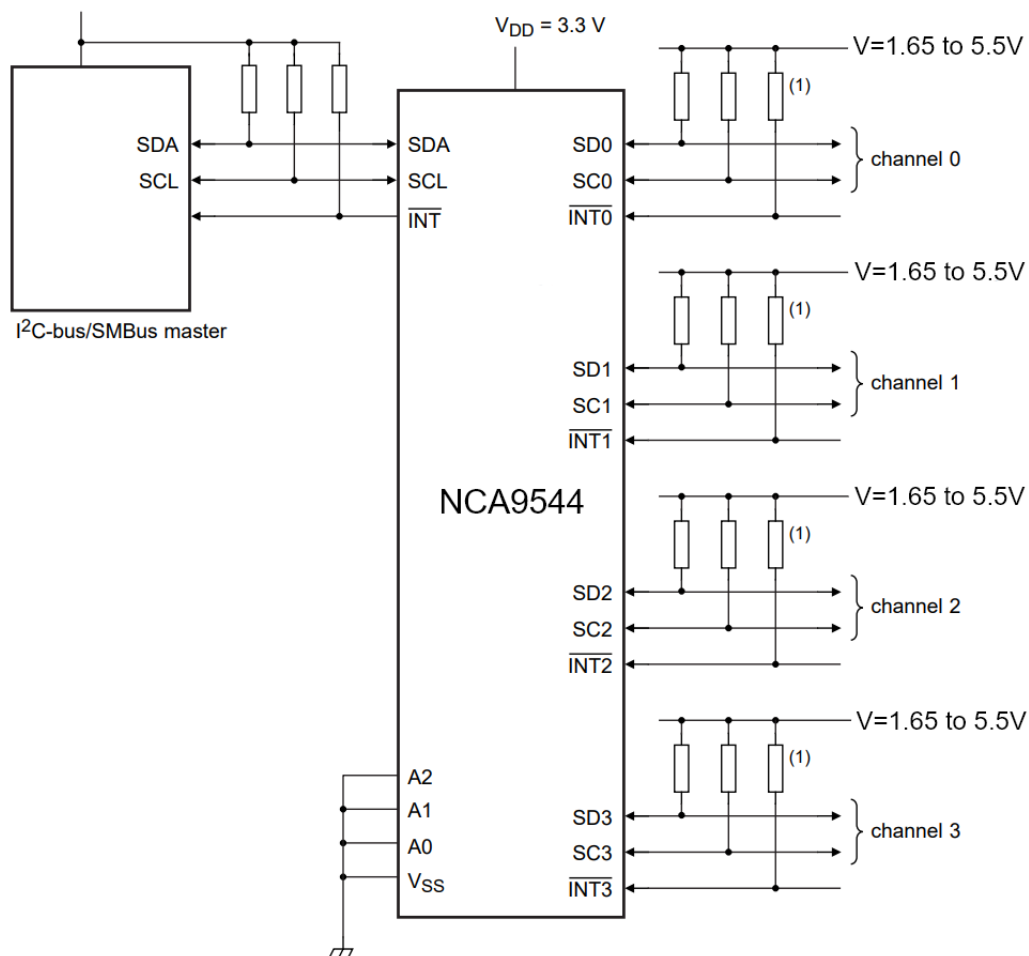 V_DD = 3.3 V
SDA
SCL
I²C-bus/SMBus master
SDA
SCL
INT
NCA9544
A2
A1
A0
V_SS
V=1.65 to 5.5V
(1)
SD0
SC0
INT0
channel 0
V=1.65 to 5.5V
(1)
SD1
SC1
INT1
channel 1
V=1.65 to 5.5V
(1)
SD2
SC2
INT2
channel 2
V=1.65 to 5.5V
(1)
SD3
SC3
INT3
channel 3